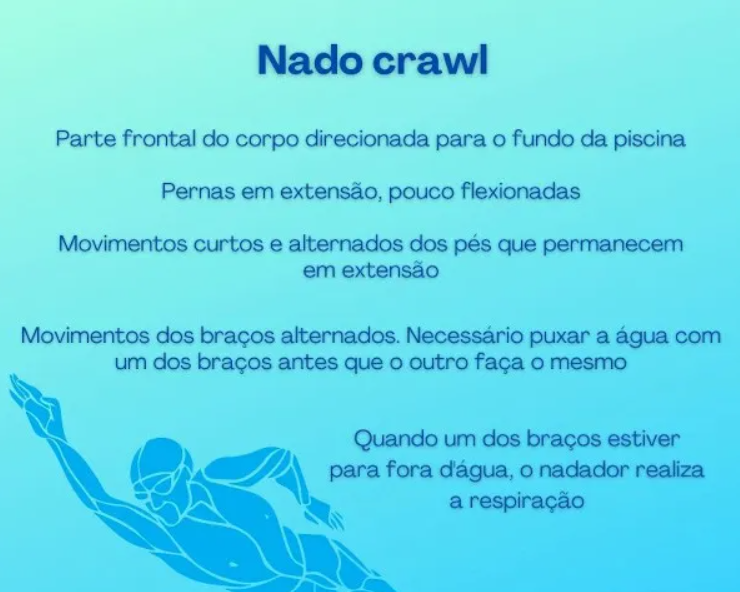 Nado crawl
Parte frontal do corpo direcionada para o fundo da piscina
Pernas em extensão, pouco flexionadas
Movimentos curtos e alternados dos pés que permanecem
em extensão
Movimentos dos braços alternados. Necessário puxar a água com
um dos braços antes que o outro faça o mesmo
Quando um dos braços estiver
para fora d'água, o nadador realiza
a respiração